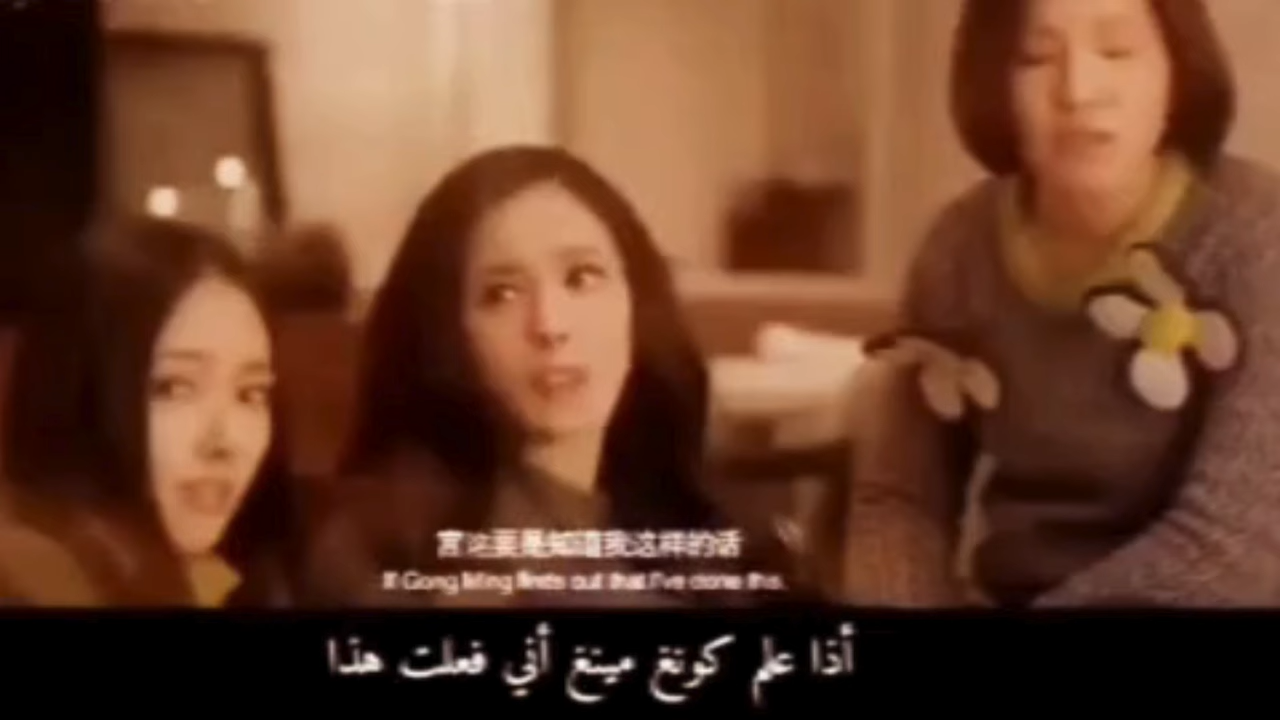 宫洺要是知道我这样的话
If Gong Ming finds out that I've done this.
أذا علم كونغ مينغ أني فعلت هذا